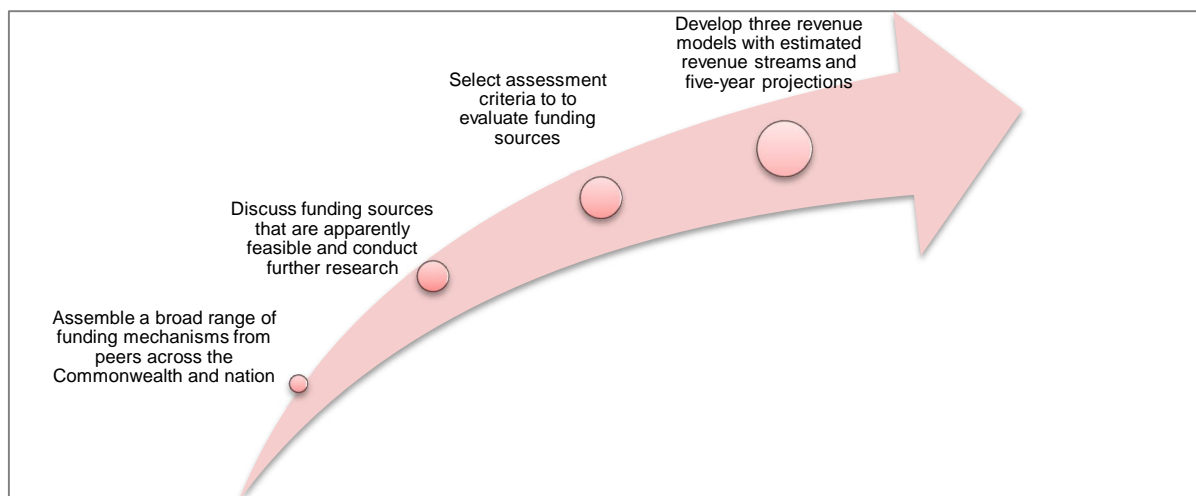 Assemble a broad range of
funding mechanisms from
peers across the
Commonwealth and nation
Discuss funding sources
that are apparently
feasible and conduct
further research
Select assessment
criteria to to
evaluate funding
sources
Develop three revenue
models with estimated
revenue streams and
five-year projections